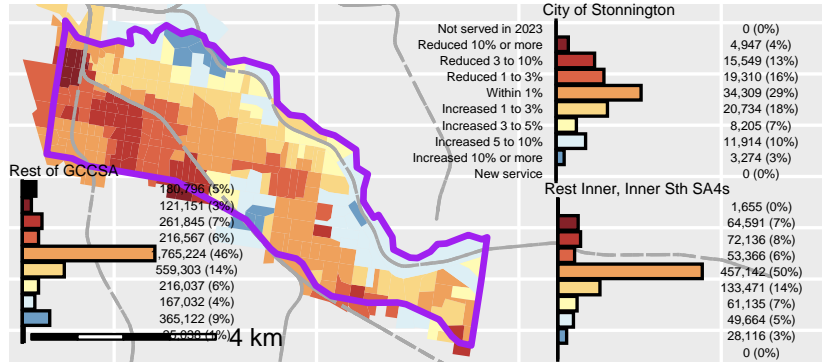 City of Stonnington
Not served in 2023 0 (0%)
Reduced 10% or more 4,947 (4%)
Reduced 3 to 10% 15,549 (13%)
Reduced 1 to 3% 19,310 (16%)
Within 1% 34,309 (29%)
Increased 1 to 3% 20,734 (18%)
Increased 3 to 5% 8,205 (7%)
Increased 5 to 10% 11,914 (10%)
Increased 10% or more 3,274 (3%)
New service 0 (0%)
Rest of GCCSA
180,796 (5%)
121,151 (3%)
261,845 (7%)
216,567 (6%)
,765,224 (46%)
559,303 (14%)
216,037 (6%)
167,032 (4%)
365,122 (9%)
4 km
Rest Inner, Inner Sth SA4s
1,655 (0%)
64,591 (7%)
72,136 (8%)
53,366 (6%)
457,142 (50%)
133,471 (14%)
61,135 (7%)
49,664 (5%)
28,116 (3%)
0 (0%)